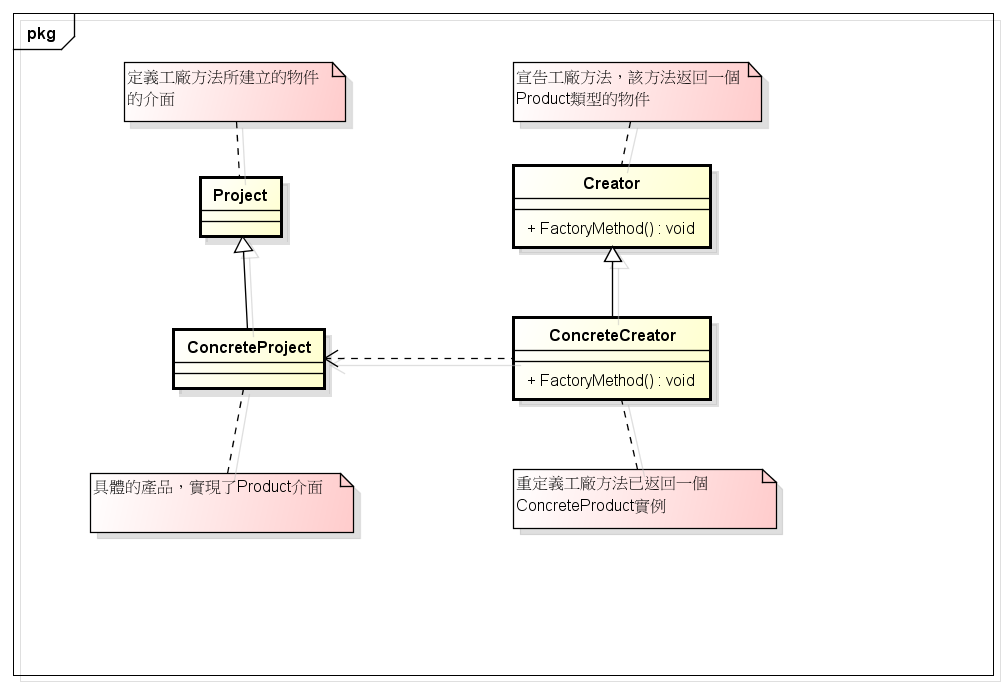 pkg
定義工廠方法所建立的物件
的介面
宣告工廠方法，該方法返回一個
Product類型的物件
Project
Creator
+ FactoryMethod() : void
ConcreteProject
ConcreteCreator
+ FactoryMethod() : void
具體的產品，實現了Product介面
重定義工廠方法已返回一個
ConcreteProduct實例